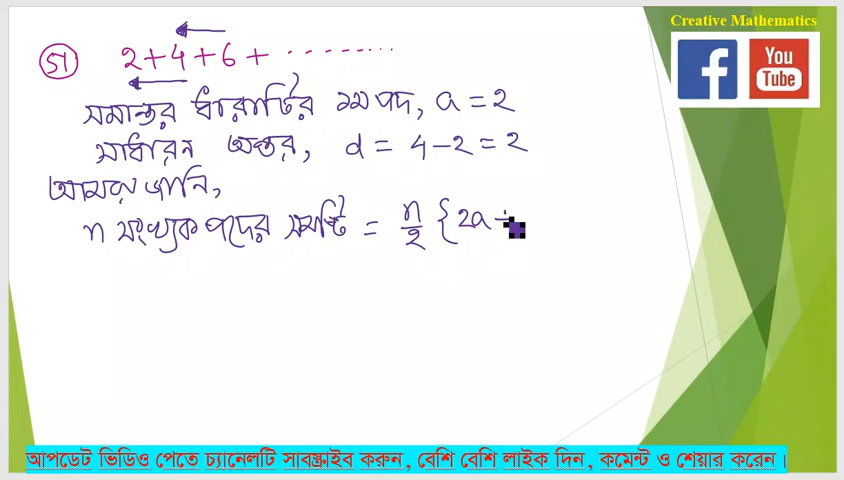 Creative Mathematics
১। 2+4+6+ ..........
You
Tube
সমান্তর ধারাটির ১ম পদ, a = 2
সাধারন অন্তর, d = 4-2 = 2
আমরা জানি,
n সংখ্যক পদের সমষ্টি = n/2 {2a +
আপডেট ভিডিও পেতে চ্যানেলটি সাবস্ক্রাইব করুন, বেশি বেশি লাইক দিন, কমেন্ট ও শেয়ার করেন।